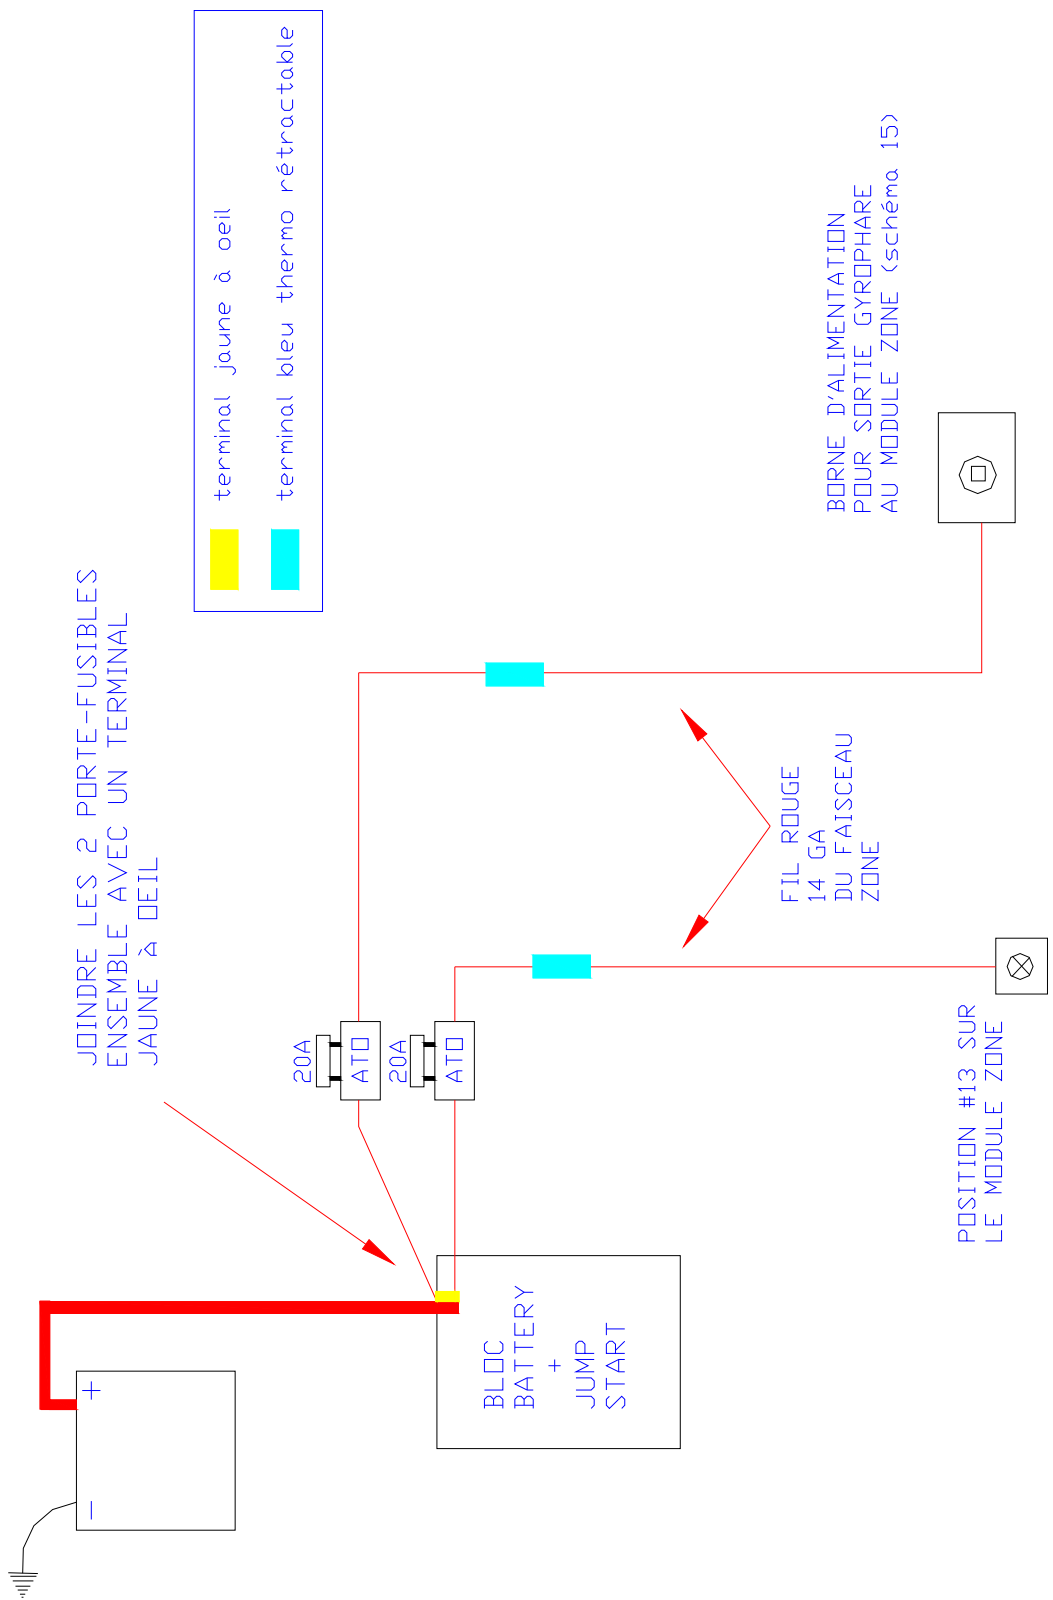 JOINDRE LES 2 PORTE-FUSIBLES
ENSEMBLE AVEC UN TERMINAL
JAUNE À OEIL
terminal jaune à oeil
terminal bleu thermo rétractable
+
-
20A
ATO
20A
ATO
BLOC
BATTERY
+
JUMP
START
FIL ROUGE
14 GA
DU FAISCEAU
ZONE
BORNE D'ALIMENTATION
POUR SORTIE GYROPHARE
AU MODULE ZONE (schéma 15)
POSITION #13 SUR
LE MODULE ZONE